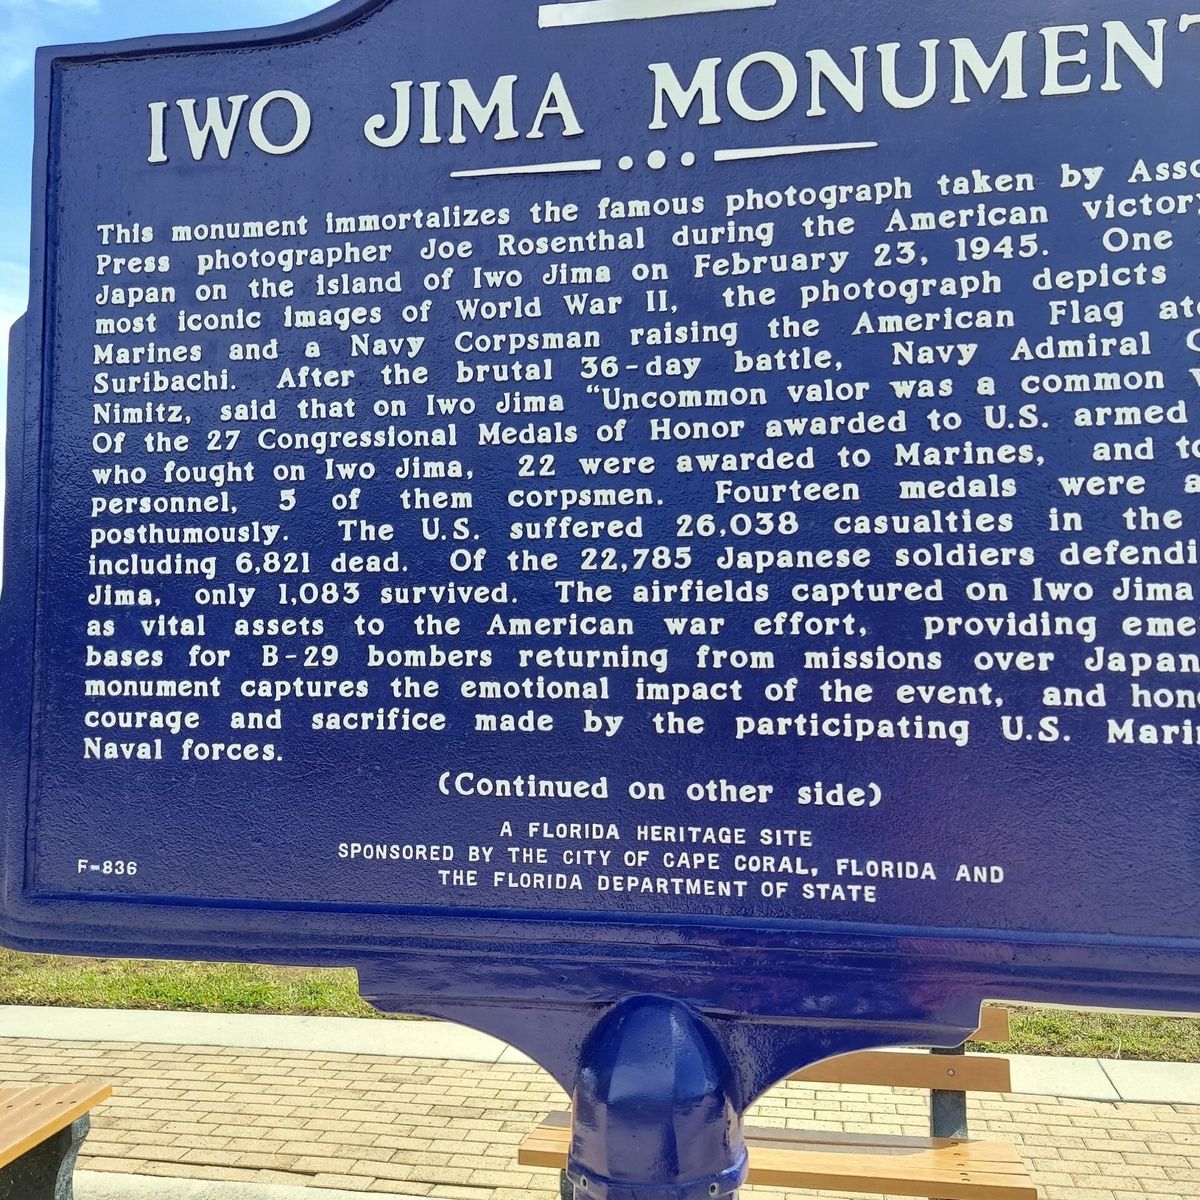 IWO JIMA MONUMENT
This monument immortalizes the famous photograph taken by
Press photographer Joe Rosenthal during the American victory
Japan on the island of Iwo Jima on February 23, 1945. One
most iconic images of World War II, the photograph depicts
Marines and a Navy Corpsman raising the American Flag at
Suribachi. After the brutal 36-day battle, Navy Admiral
Nimitz, said that on Iwo Jima “Uncommon valor was a common
Of the 27 Congressional Medals of Honor awarded to U.S. armed
who fought on Iwo Jima, 22 were awarded to Marines, and
personnel, 5 of them corpsmen. Fourteen medals were
posthumously. The U.S. suffered 26,038 casualties in the
including 6,821 dead. Of the 22,785 Japanese soldiers
Jima, only 1,083 survived. The airfields captured on Iwo Jima
as vital assets to the American war effort, providing
bases for B-29 bombers returning from missions over Japan
monument captures the emotional impact of the event, and
courage and sacrifice made by the participating U.S.
Naval forces.
(Continued on other side)
A FLORIDA HERITAGE SITE
SPONSORED BY THE CITY OF CAPE CORAL, FLORIDA AND
THE FLORIDA DEPARTMENT OF STATE
F-836